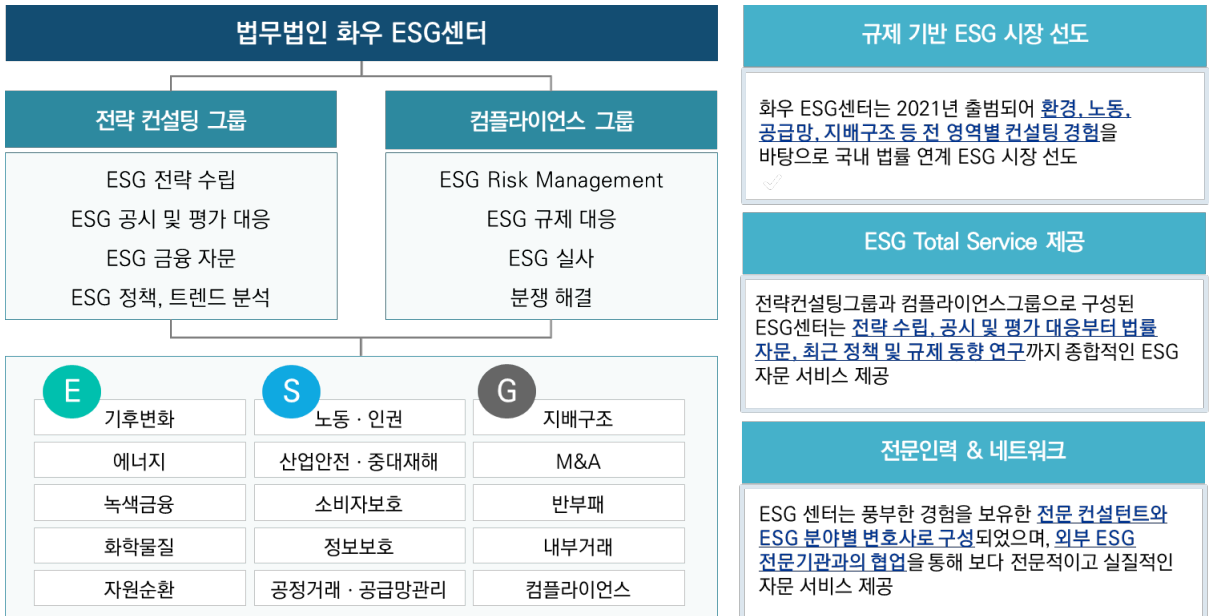 법무법인 화우 ESG센터
전략 컨설팅 그룹
ESG 전략 수립
ESG 공시 및 평가 대응
ESG 금융 자문
ESG 정책, 트렌드 분석
컴플라이언스 그룹
ESG Risk Management
ESG 규제 대응
ESG 실사
분쟁 해결
E
기후변화
에너지
녹색금융
화학물질
자원순환
S
노동 · 인권
산업안전 · 중대재해
소비자보호
정보보호
공정거래 · 공급망관리
G
지배구조
M&A
반부패
내부거래
컴플라이언스
규제 기반 ESG 시장 선도
화우 ESG센터는 2021년 출범되어 환경, 노동,
공급망, 지배구조 등 전 영역별 컨설팅 경험을
바탕으로 국내 법률 연계 ESG 시장 선도
ESG Total Service 제공
전략컨설팅그룹과 컴플라이언스그룹으로 구성된
ESG센터는 전략 수립, 공시 및 평가 대응부터 법률
자문, 최근 정책 및 규제 동향 연구까지 종합적인 ESG
자문 서비스 제공
전문인력 & 네트워크
ESG 센터는 풍부한 경험을 보유한 전문 컨설턴트와
ESG 분야별 변호사로 구성되었으며, 외부 ESG
전문기관과의 협업을 통해 보다 전문적이고 실질적인
자문 서비스 제공